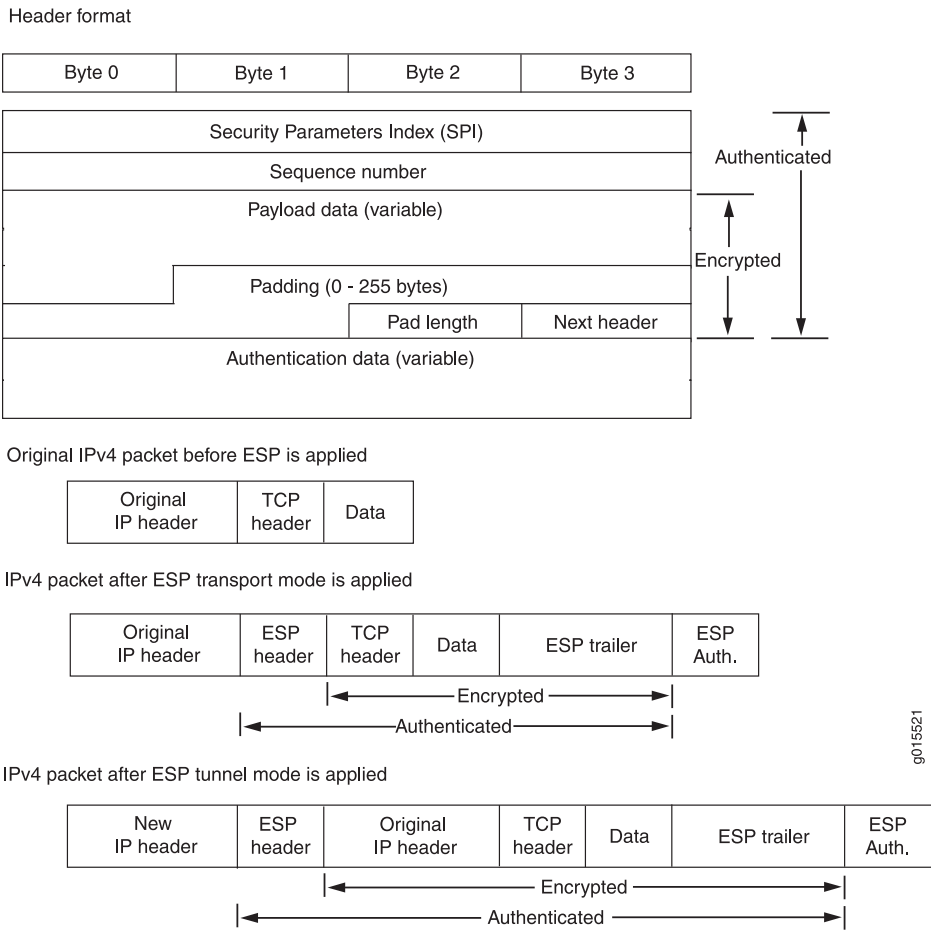 Header format
Byte 0 Byte 1 Byte 2 Byte 3
Security Parameters Index (SPI)
Authenticated
Sequence number
Payload data (variable)
Encrypted
Padding (0 - 255 bytes)
Pad length Next header
Authentication data (variable)
Original IPv4 packet before ESP is applied
Original TCP Data
IP header header
IPv4 packet after ESP transport mode is applied
Original ESP TCP Data ESP trailer ESP
IP header header header Auth.
Encrypted
Authenticated
g015521
IPv4 packet after ESP tunnel mode is applied
New ESP Original TCP Data ESP trailer ESP
IP header header IP header header Auth.
Encrypted
Authenticated